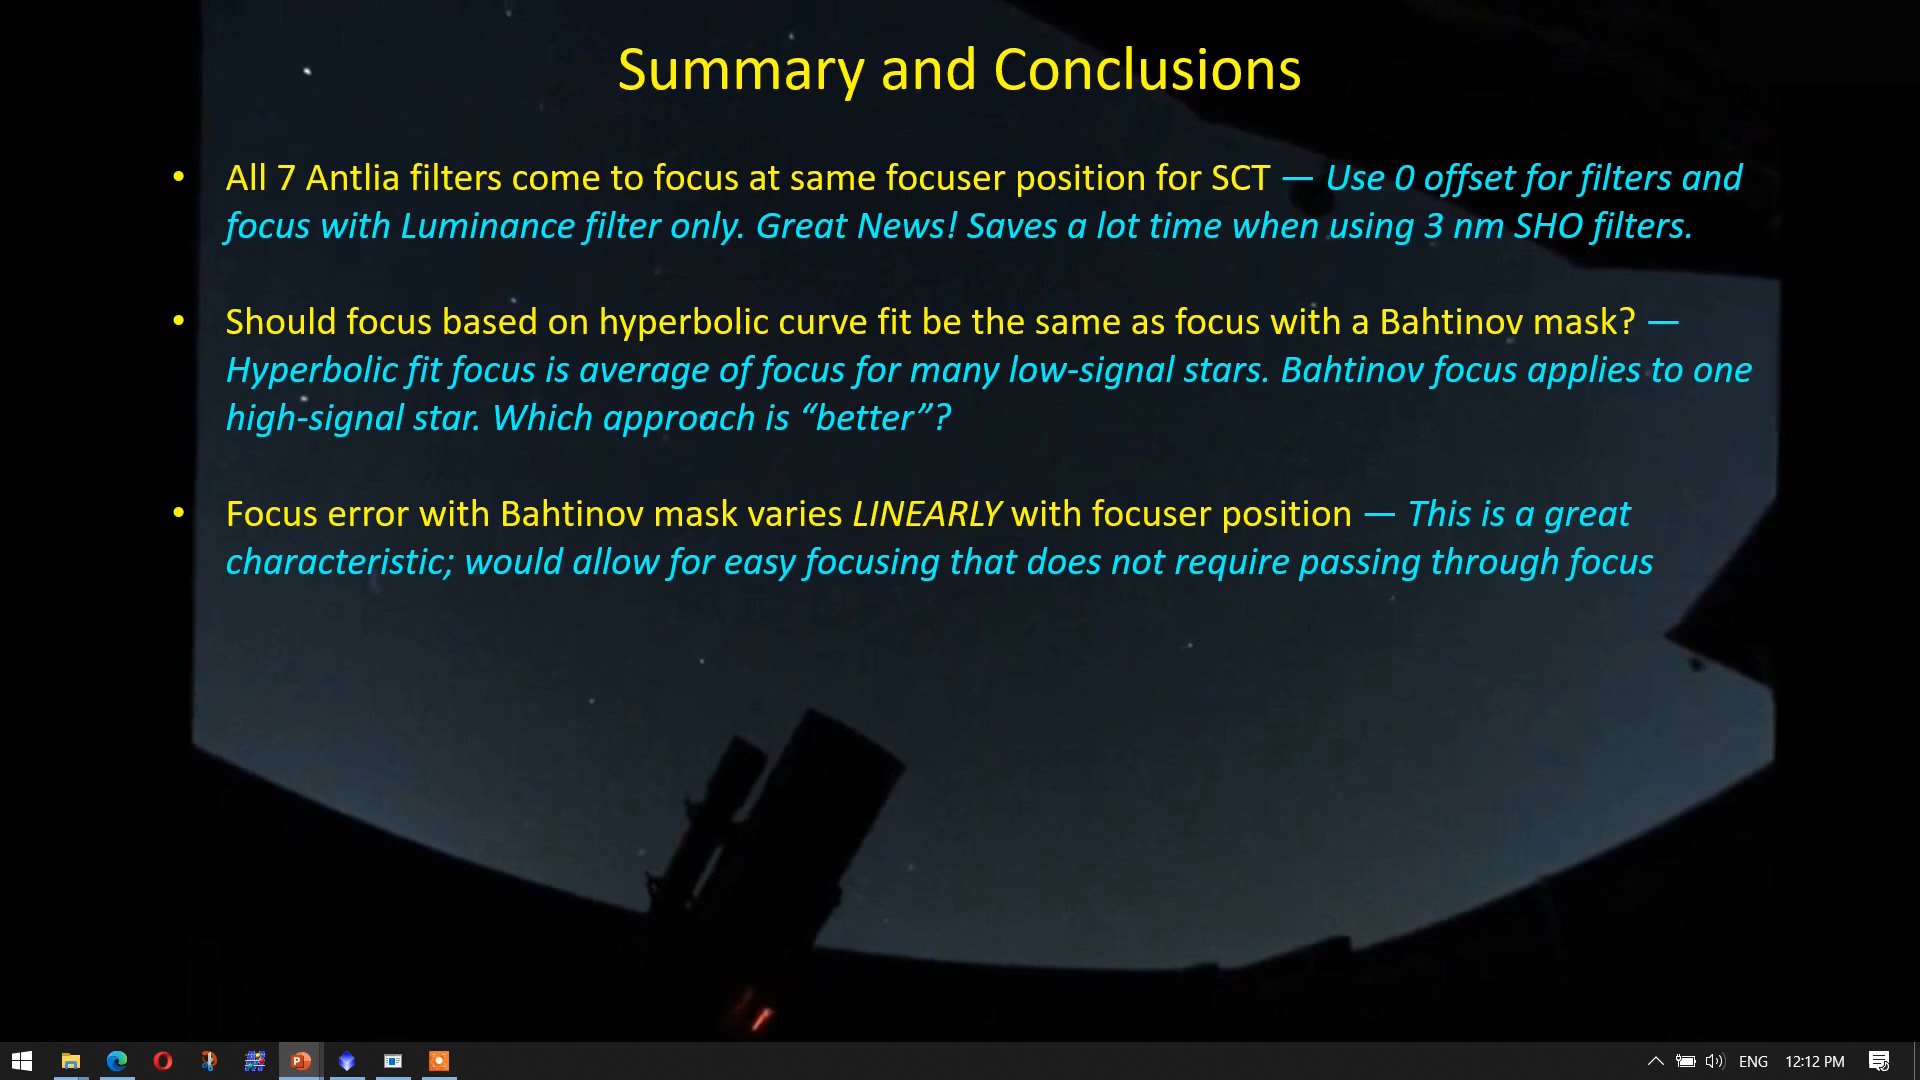 Summary and Conclusions
• All 7 Antlia filters come to focus at same focuser position for SCT — Use 0 offset for filters and
focus with Luminance filter only. Great News! Saves a lot time when using 3 nm SHO filters.
• Should focus based on hyperbolic curve fit be the same as focus with a Bahtinov mask? —
Hyperbolic fit focus is average of focus for many low-signal stars. Bahtinov focus applies to one
high-signal star. Which approach is “better”?
• Focus error with Bahtinov mask varies LINEARLY with focuser position — This is a great
characteristic; would allow for easy focusing that does not require passing through focus
ENG 12:12 PM